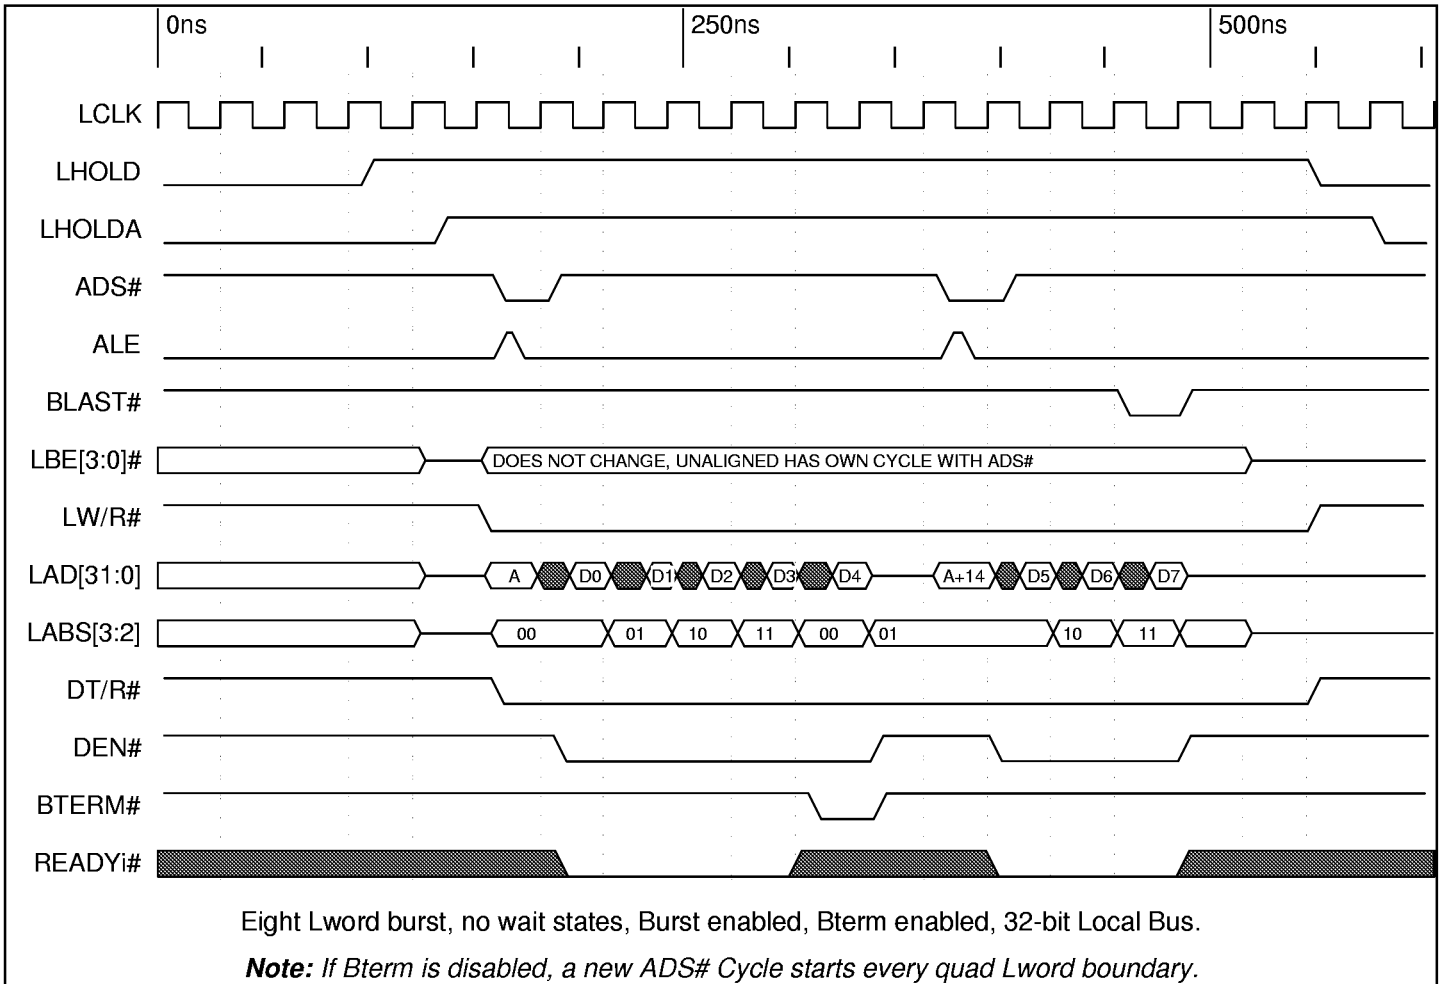 0ns 250ns 500ns
LCLK
LHOLD
LHOLDA
ADS#
ALE
BLAST#
LBE[3:0]# DOES NOT CHANGE, UNALIGNED HAS OWN CYCLE WITH ADS#
LW/R#
LAD[31:0] A D0 D1 D2 D3 D4 A+14 D5 D6 D7
LABS[3:2] 00 01 10 11 00 01 10 11
DT/R#
DEN#
BTERM#
READYi#
Eight Lword burst, no wait states, Burst enabled, Bterm enabled, 32-bit Local Bus.
Note: If Bterm is disabled, a new ADS# Cycle starts every quad Lword boundary.